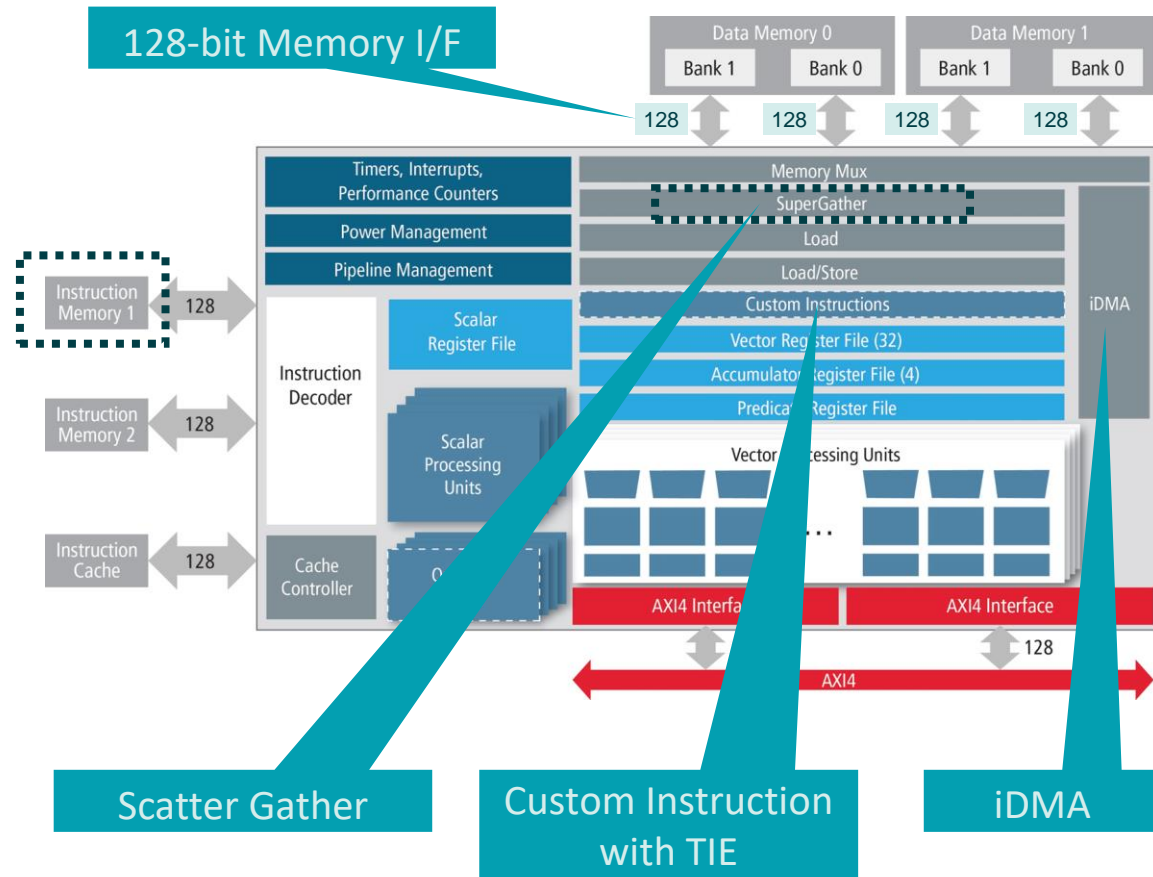 128-bit Memory I/F
Data Memory 0
Data Memory 1
Bank 1
Bank 0
Bank 1
Bank 0
128
128
128
128
Timers, Interrupts,
Performance Counters
Power Management
Pipeline Management
Memory Mux
SuperGather
Load
Load/Store
Custom Instructions
Vector Register File (32)
Accumulator Register File (4)
Register File
iDMA
Instruction
Memory 1
128
Instruction
Memory 2
128
Instruction
Cache
128
Instruction
Decoder
Scalar
Register File
Scalar
Processing
Units
Cache
Controller
Vector
Units
...
AXI4
AXI4 Interface
128
AXI4
Scatter Gather
Custom Instruction
with TIE
iDMA